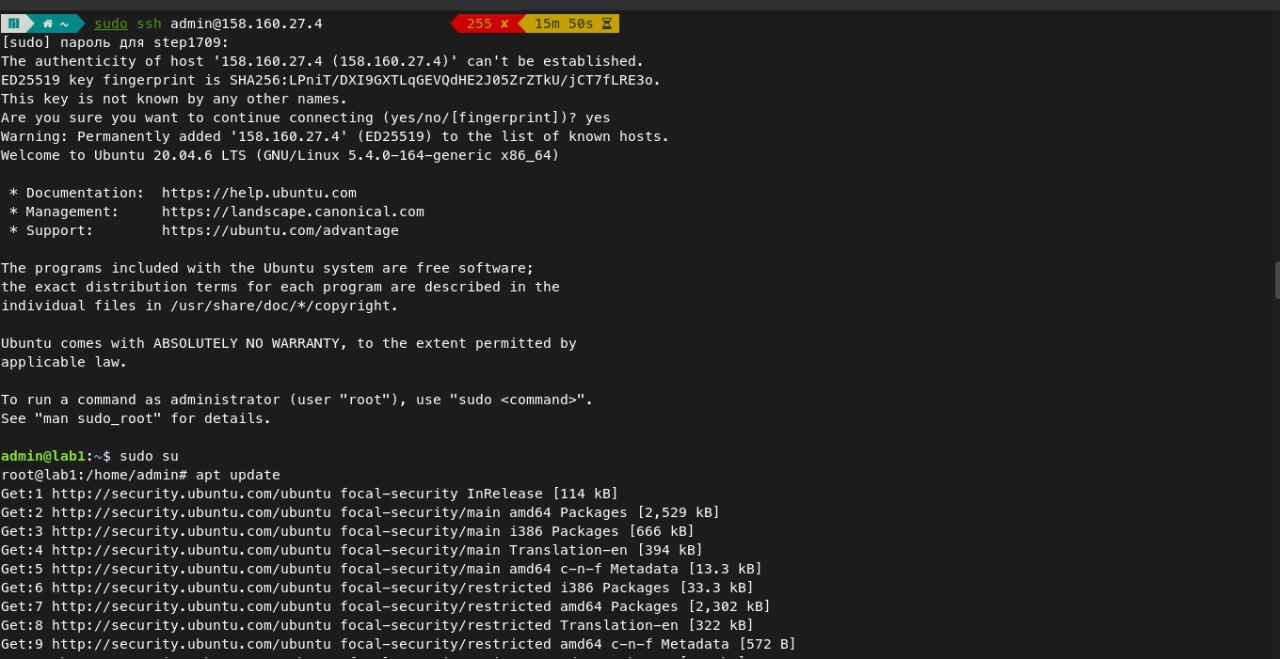 ~ sudo ssh admin@158.160.27.4 255 ✘ 15m 50s
[sudo] пароль для step1709:
The authenticity of host '158.160.27.4 (158.160.27.4)' can't be established.
ED25519 key fingerprint is SHA256:LPniT/DXI9GXTLqGEVQdHE2J05ZrZTkU/jCT7fLRE3o.
This key is not known by any other names.
Are you sure you want to continue connecting (yes/no/[fingerprint])? yes
Warning: Permanently added '158.160.27.4' (ED25519) to the list of known hosts.
Welcome to Ubuntu 20.04.6 LTS (GNU/Linux 5.4.0-164-generic x86_64)
* Documentation: https://help.ubuntu.com
* Management: https://landscape.canonical.com
* Support: https://ubuntu.com/advantage
The programs included with the Ubuntu system are free software;
the exact distribution terms for each program are described in the
individual files in /usr/share/doc/*/copyright.
Ubuntu comes with ABSOLUTELY NO WARRANTY, to the extent permitted by
applicable law.
To run a command as administrator (user "root"), use "sudo <command>".
See "man sudo_root" for details.
admin@lab1:~$ sudo su
root@lab1:/home/admin# apt update
Get:1 http://security.ubuntu.com/ubuntu focal-security InRelease [114 kB]
Get:2 http://security.ubuntu.com/ubuntu focal-security/main amd64 Packages [2,529 kB]
Get:3 http://security.ubuntu.com/ubuntu focal-security/main i386 Packages [666 kB]
Get:4 http://security.ubuntu.com/ubuntu focal-security/main Translation-en [394 kB]
Get:5 http://security.ubuntu.com/ubuntu focal-security/main amd64 c-n-f Metadata [13.3 kB]
Get:6 http://security.ubuntu.com/ubuntu focal-security/restricted i386 Packages [33.3 kB]
Get:7 http://security.ubuntu.com/ubuntu focal-security/restricted amd64 Packages [2,302 kB]
Get:8 http://security.ubuntu.com/ubuntu focal-security/restricted Translation-en [322 kB]
Get:9 http://security.ubuntu.com/ubuntu focal-security/restricted amd64 c-n-f Metadata [572 B]